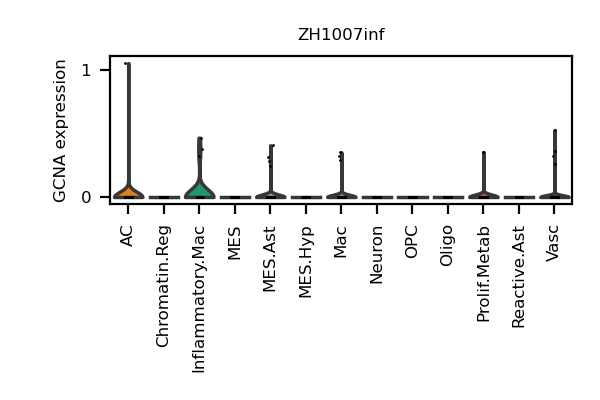 ZH1007inf
GCNA expression
1
0
AC
Chromatin.Reg
Inflammatory.Mac
MES
MES.Ast
MES.Hyp
Mac
Neuron
OPC
Oligo
Prolif.Metab
Reactive.Ast
Vasc